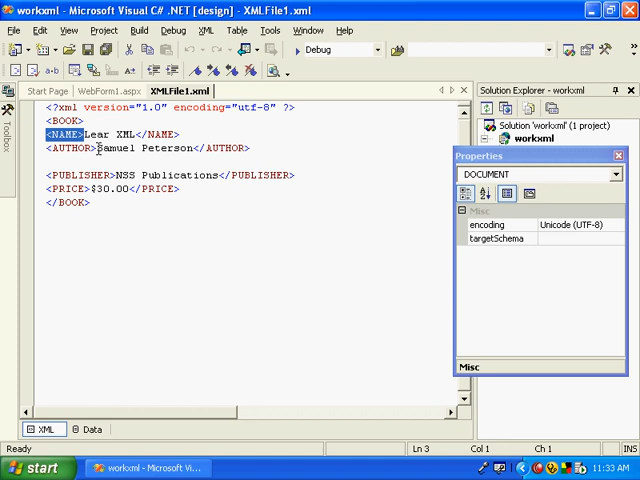 workxml - Microsoft Visual C# .NET [design] - XMLFile1.xml
File Edit View Project Build Debug XML Table Tools Window Help
Debug
Start Page WebForm1.aspx XMLFile1.xml
<?xml version="1.0" encoding="utf-8" ?>
<BOOK>
<NAME>Lear XML</NAME>
<AUTHOR>Samuel Peterson</AUTHOR>
<PUBLISHER>NSS Publications</PUBLISHER>
<PRICE>$30.00</PRICE>
</BOOK>
Toolbox
Solution Explorer - workxml
Solution 'workxml' (1 project)
workxml
Properties
DOCUMENT
Misc
encoding Unicode (UTF-8)
targetSchema
Misc
XML Data
Ready Ln 3 Col 1 Ch 1 INS
start workxml - Microsoft Vi... 11:33 AM